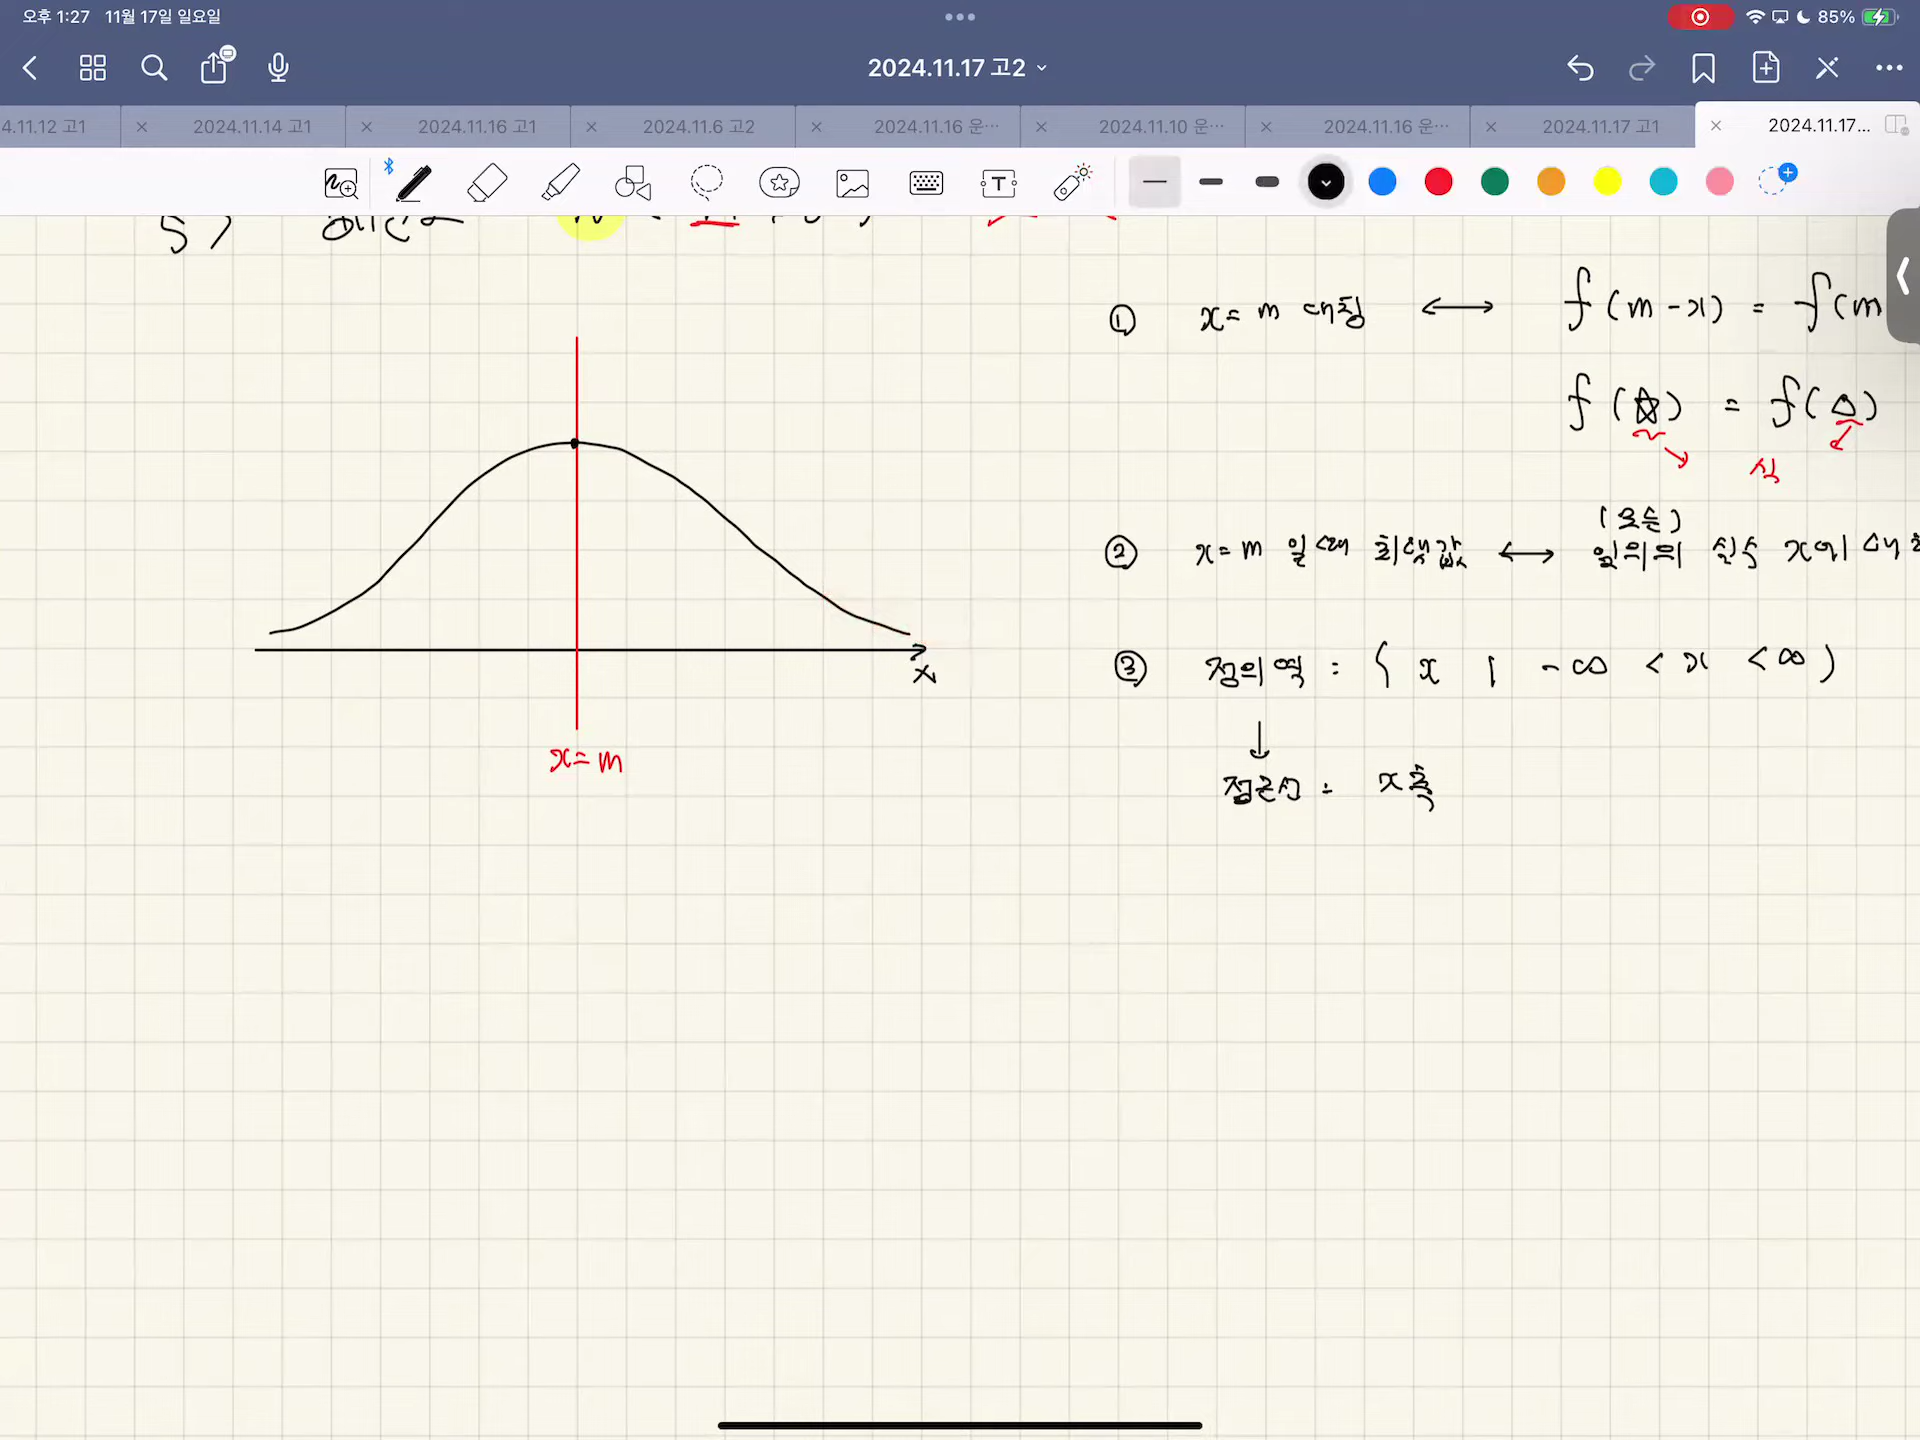 오후 1:27 11월 17일 일요일
85%
2024.11.17 고2
4.11.12 고1
2024.11.14 고1
2024.11.16 고1
2024.11.6 고2
2024.11.16 운…
2024.11.10 운…
2024.11.16 운…
2024.11.17 고1
2024.11.17...
5)
① x = m 대칭 ⟷ f(m-x) = f(m
f(☆) = f(△)
② x = m 일 때 최댓값 ⟷ 임의의 실수 x에 대
(모든)
③ 정의역 : { x | -∞ < x < ∞ )
↓
점근선 : x축
x
x = m